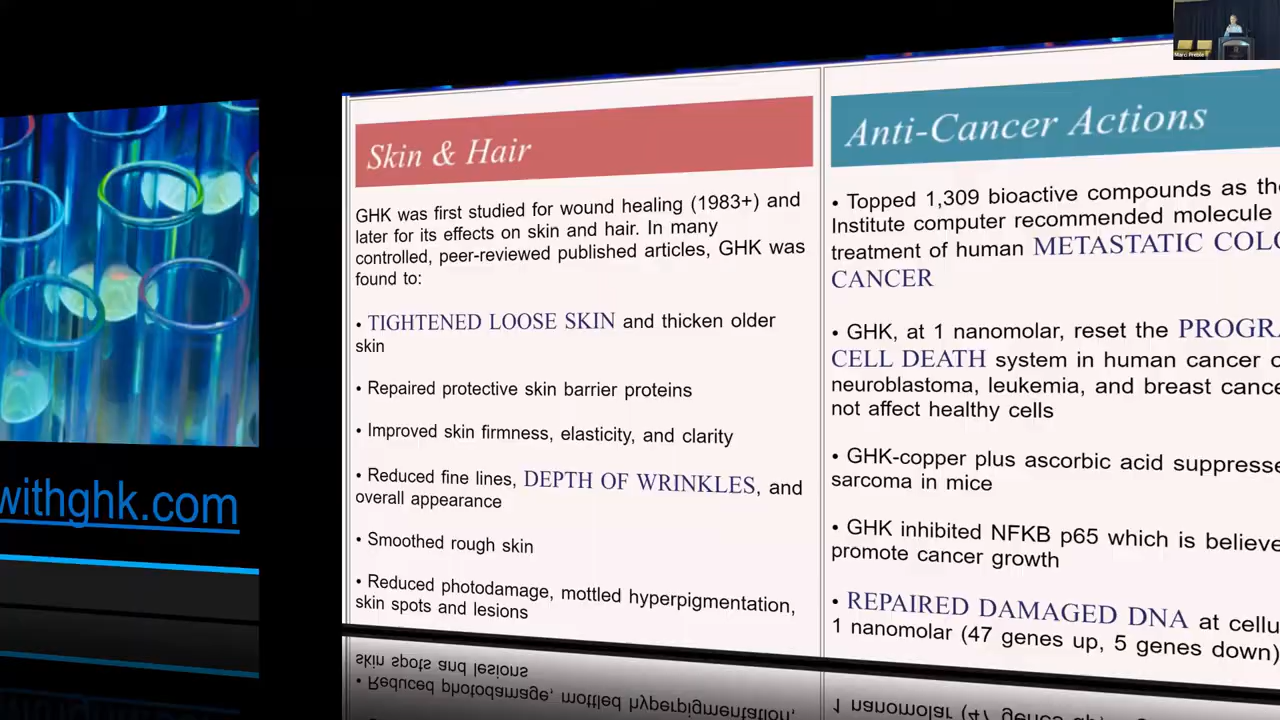 withghk.com
Skin & Hair
GHK was first studied for wound healing (1983+) and
later for its effects on skin and hair. In many
controlled, peer-reviewed published articles, GHK was
found to:
• TIGHTENED LOOSE SKIN and thicken older
skin
• Repaired protective skin barrier proteins
• Improved skin firmness, elasticity, and clarity
• Reduced fine lines, DEPTH OF WRINKLES, and
overall appearance
• Smoothed rough skin
• Reduced photodamage, mottled hyperpigmentation,
skin spots and lesions
Anti-Cancer Actions
• Topped 1,309 bioactive compounds as the
Institute computer recommended molecule
treatment of human METASTATIC COLO
CANCER
• GHK, at 1 nanomolar, reset the PROGRA
CELL DEATH system in human cancer c
neuroblastoma, leukemia, and breast cance
not affect healthy cells
• GHK-copper plus ascorbic acid suppresse
sarcoma in mice
• GHK inhibited NFKB p65 which is believe
promote cancer growth
• REPAIRED DAMAGED DNA at cellu
1 nanomolar (47 genes up, 5 genes down)